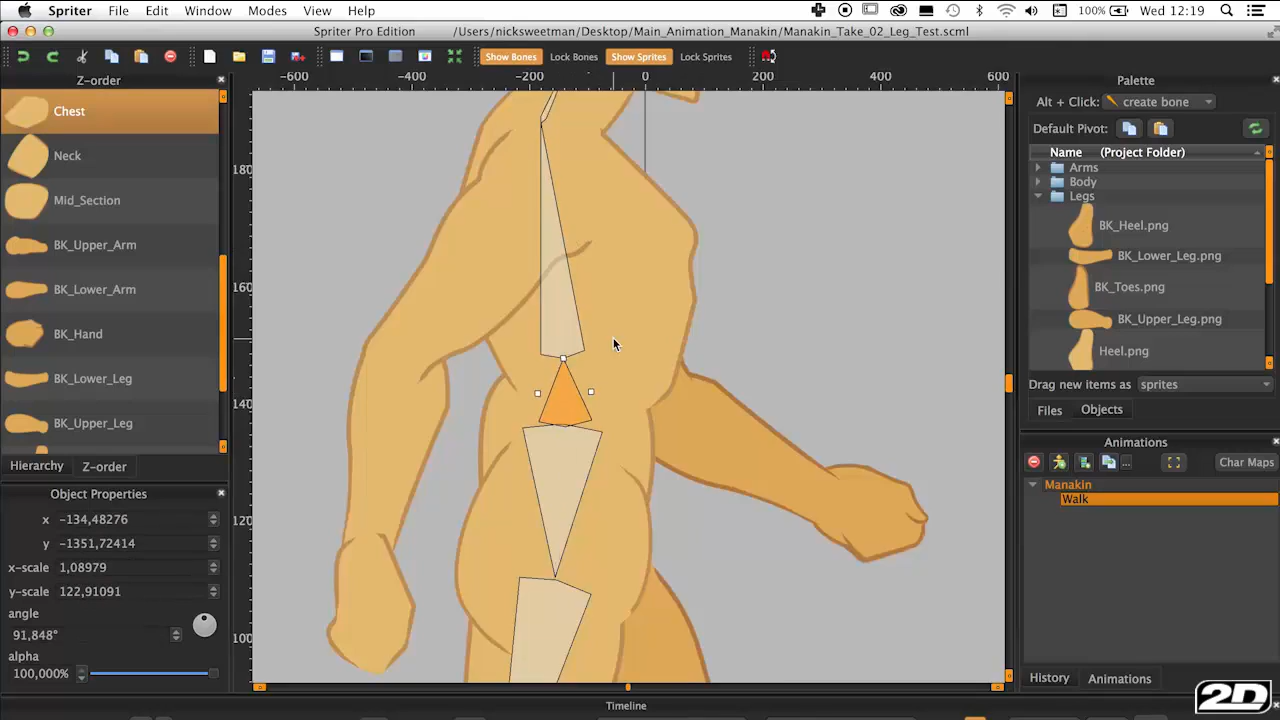 Spriter File Edit Window Modes View Help 100% Wed 12:19
Spriter Pro Edition /Users/nicksweetman/Desktop/Main_Animation_Manakin/Manakin_Take_02_Leg_Test.scml
Show Bones Lock Bones Show Sprites Lock Sprites
Z-order
Chest
Neck
Mid_Section
BK_Upper_Arm
BK_Lower_Arm
BK_Hand
BK_Lower_Leg
BK_Upper_Leg
Hierarchy Z-order
Object Properties
x -134,48276
y -1351,72414
x-scale 1,08979
y-scale 122,91091
angle
91,848°
alpha
100,000%
-600 -400 -200 0 200 400 600
180
160
140
120
100
Palette
Alt + Click: create bone
Default Pivot:
Name (Project Folder)
Arms
Body
Legs
BK_Heel.png
BK_Lower_Leg.png
BK_Toes.png
BK_Upper_Leg.png
Heel.png
Drag new items as sprites
Files Objects
Animations
... Char Maps
Manakin
Walk
History Animations
Timeline
2D